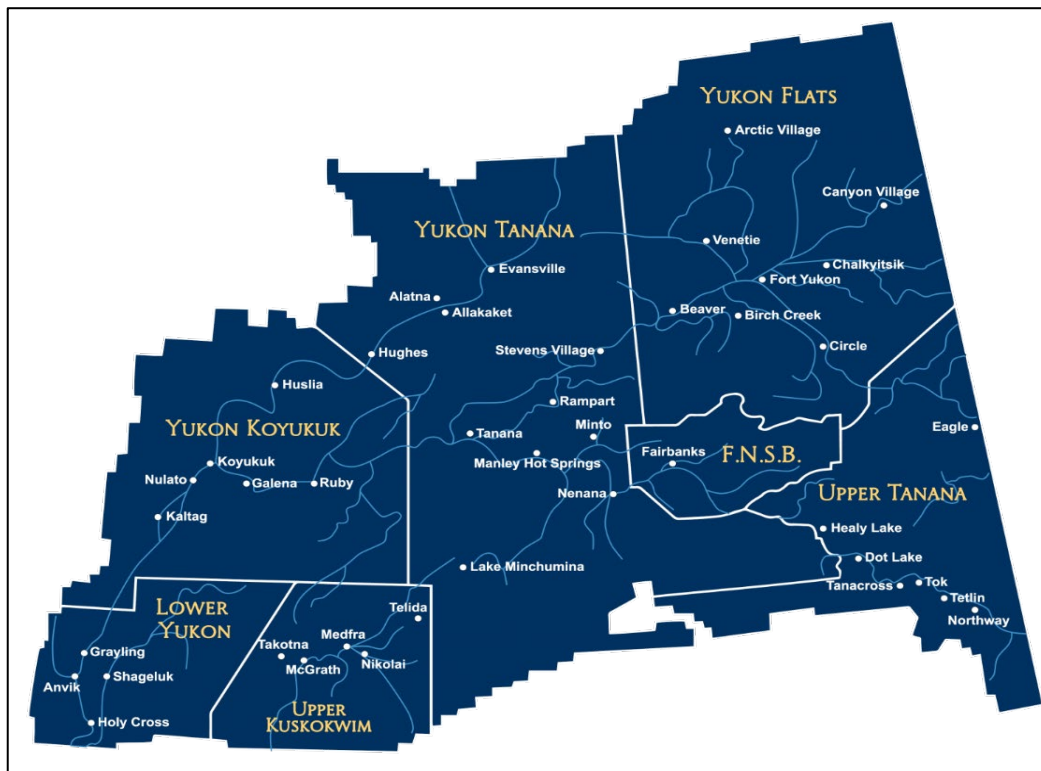 YUKON FLATS
Arctic Village
Canyon Village
YUKON TANANA
Venetie
Evansville
Chalkyitsik
Fort Yukon
Alatna
Allakaket
Beaver
Birch Creek
Hughes
Stevens Village
Circle
Huslia
Rampart
YUKON KOYUKUK
Tanana
Minto
Eagle
Manley Hot Springs
Fairbanks
F.N.S.B.
Koyukuk
Nulato
Galena
Ruby
Nenana
UPPER TANANA
Kaltag
Healy Lake
Dot Lake
Lake Minchumina
Tanacross
Tok
Tetlin
Northway
LOWER
YUKON
Telida
Takotna
Medfra
McGrath
Nikolai
Grayling
Anvik
Shageluk
Holy Cross
UPPER
KUSKOKWIM